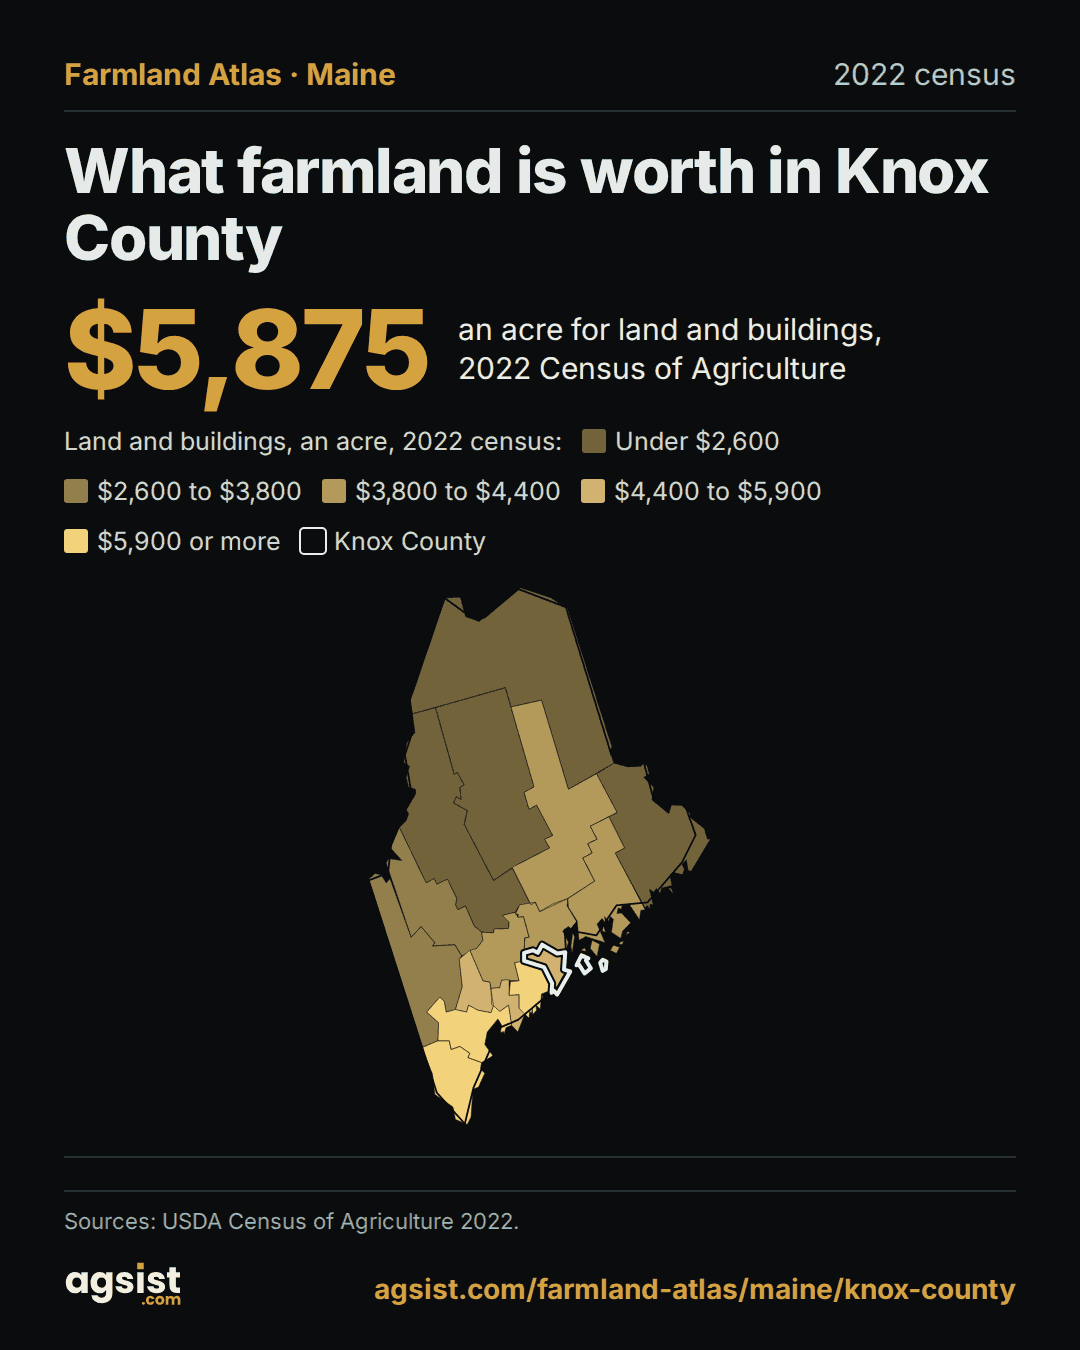 Farmland Atlas · Maine
2022 census
What farmland is worth in Knox
County
$5,875
an acre for land and buildings,
2022 Census of Agriculture
Land and buildings, an acre, 2022 census: Under $2,600
$2,600 to $3,800 $3,800 to $4,400 $4,400 to $5,900
$5,900 or more Knox County
Sources: USDA Census of Agriculture 2022.
agsist
.com
agsist.com/farmland-atlas/maine/knox-county